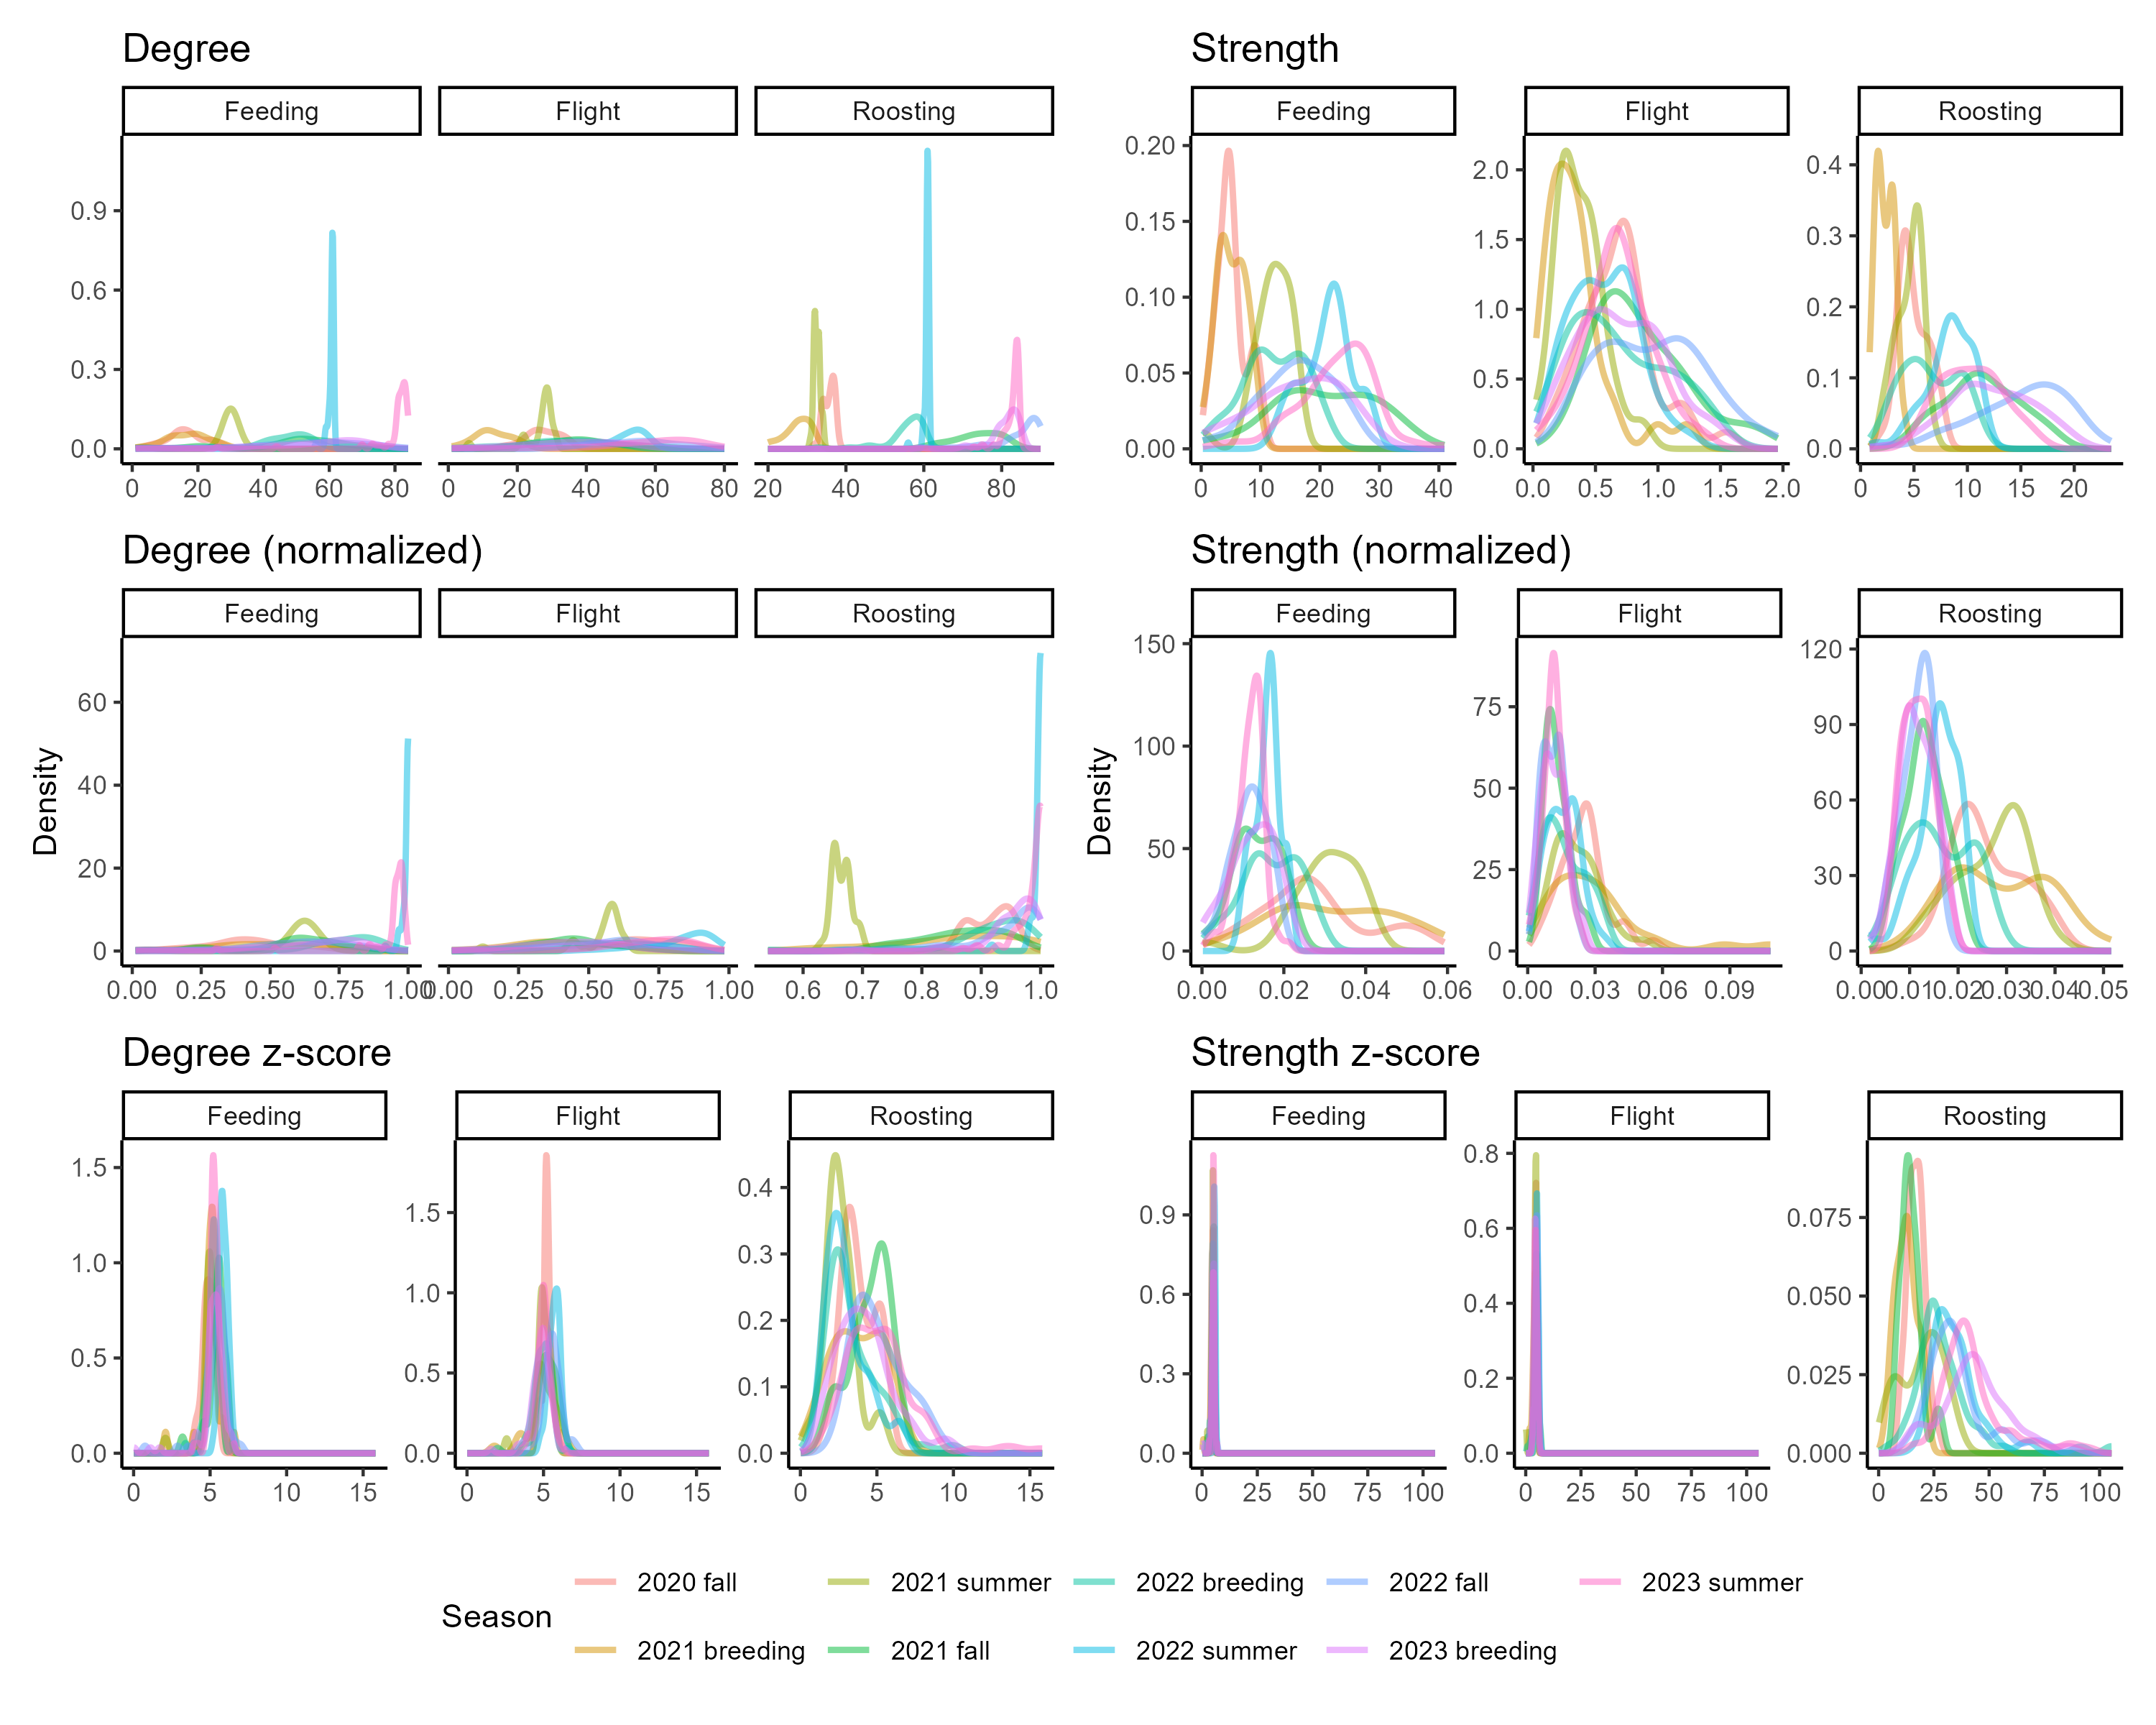 Degree
Strength
Feeding Flight Roosting
Feeding Flight Roosting
0.9
0.6
0.3
0.0
0 20 40 60 80
0 20 40 60 80
20 40 60 80
0.20
0.15
0.10
0.05
0.00
0 10 20 30 40
2.0
1.5
1.0
0.5
0.0
0.0 0.5 1.0 1.5 2.0
0.4
0.3
0.2
0.1
0.0
0 5 10 15 20
Degree (normalized)
Strength (normalized)
Feeding Flight Roosting
Feeding Flight Roosting
Density
60
40
20
0
0.00 0.25 0.50 0.75 1.00
0.00 0.25 0.50 0.75 1.00
0.6 0.7 0.8 0.9 1.0
Density
150
100
50
0
0.00 0.02 0.04 0.06
75
50
25
0
0.00 0.03 0.06 0.09
120
90
60
30
0
0.00 0.01 0.02 0.03 0.04 0.05
Degree z-score
Strength z-score
Feeding Flight Roosting
Feeding Flight Roosting
1.5
1.0
0.5
0.0
0 5 10 15
1.5
1.0
0.5
0.0
0 5 10 15
0.4
0.3
0.2
0.1
0.0
0 5 10 15
0.9
0.6
0.3
0.0
0 25 50 75 100
0.8
0.6
0.4
0.2
0.0
0 25 50 75 100
0.075
0.050
0.025
0.000
0 25 50 75 100
Season
2020 fall 2021 summer 2022 breeding 2022 fall 2023 summer
2021 breeding 2021 fall 2022 summer 2023 breeding